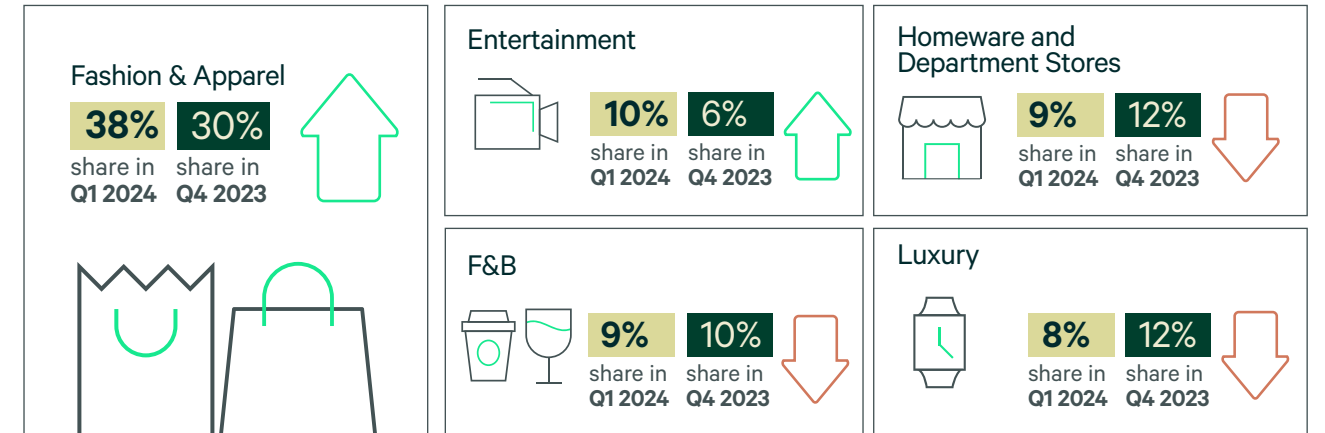 Fashion & Apparel
38% 30%
share in share in
Q1 2024 Q4 2023
Entertainment
10% 6%
share in share in
Q1 2024 Q4 2023
Homeware and
Department Stores
9% 12%
share in share in
Q1 2024 Q4 2023
F&B
9% 10%
share in share in
Q1 2024 Q4 2023
Luxury
8% 12%
share in share in
Q1 2024 Q4 2023